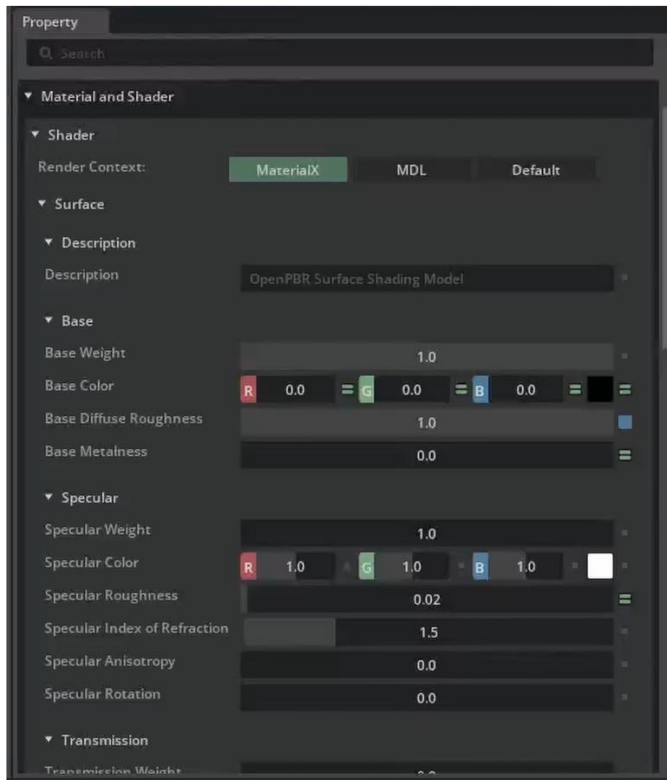 Property
Search
Material and Shader
Shader
Render Context: MaterialX MDL Default
Surface
Description
Description OpenPBR Surface Shading Model
Base
Base Weight 1.0
Base Color R 0.0 G 0.0 B 0.0
Base Diffuse Roughness 1.0
Base Metalness 0.0
Specular
Specular Weight 1.0
Specular Color R 1.0 G 1.0 B 1.0
Specular Roughness 0.02
Specular Index of Refraction 1.5
Specular Anisotropy 0.0
Specular Rotation 0.0
Transmission
Transmission Weight